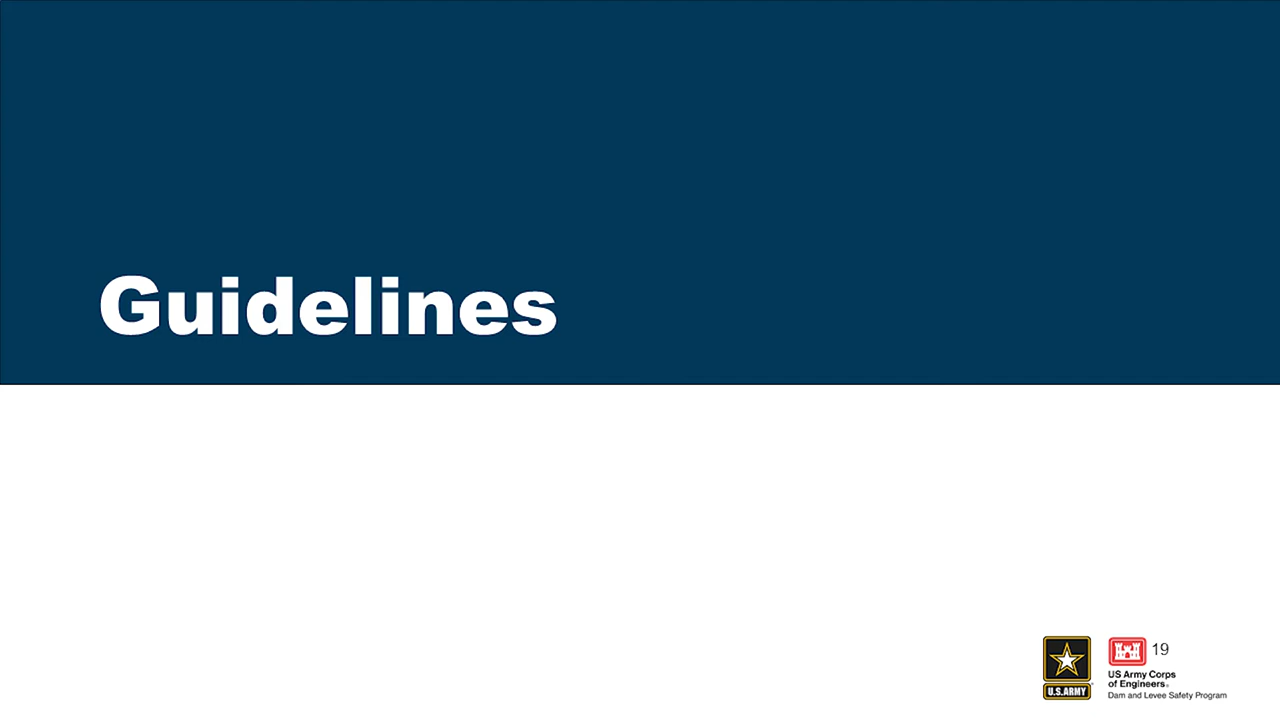 Guidelines
19
U.S.ARMY
US Army Corps
of Engineers®
Dam and Levee Safety Program